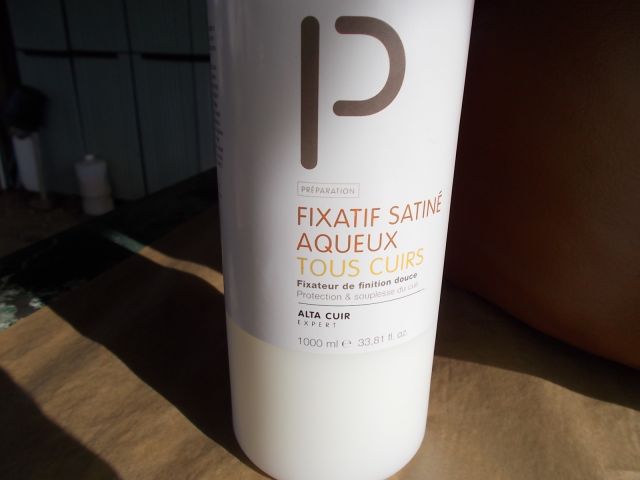 P
PRÉPARATION
FIXATIF SATINÉ
AQUEUX
TOUS CUIRS
Fixateur de finition douce
Protection & souplesse du cuir
ALTA CUIR
EXPERT
1000 ml ℮ 33.81 fl. oz.